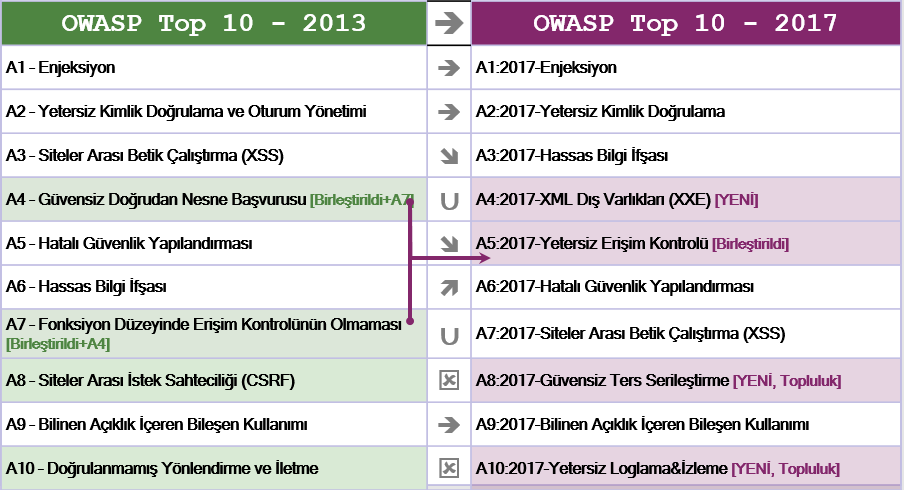 OWASP Top 10 - 2013 → OWASP Top 10 - 2017
A1 - Enjeksiyon → A1:2017-Enjeksiyon
A2 - Yetersiz Kimlik Doğrulama ve Oturum Yönetimi → A2:2017-Yetersiz Kimlik Doğrulama
A3 - Siteler Arası Betik Çalıştırma (XSS) ↘ A3:2017-Hassas Bilgi İfşası
A4 - Güvensiz Doğrudan Nesne Başvurusu [Birleştirildi+A7] U A4:2017-XML Dış Varlıkları (XXE) [YENİ]
A5 - Hatalı Güvenlik Yapılandırması ↘ A5:2017-Yetersiz Erişim Kontrolü [Birleştirildi]
A6 - Hassas Bilgi İfşası ↗ A6:2017-Hatalı Güvenlik Yapılandırması
A7 - Fonksiyon Düzeyinde Erişim Kontrolünün Olmaması
[Birleştirildi+A4] U A7:2017-Siteler Arası Betik Çalıştırma (XSS)
A8 - Siteler Arası İstek Sahteciliği (CSRF) ☒ A8:2017-Güvensiz Ters Serileştirme [YENİ, Topluluk]
A9 - Bilinen Açıklık İçeren Bileşen Kullanımı → A9:2017-Bilinen Açıklık İçeren Bileşen Kullanımı
A10 - Doğrulanmamış Yönlendirme ve İletme ☒ A10:2017-Yetersiz Loglama&İzleme [YENİ, Topluluk]